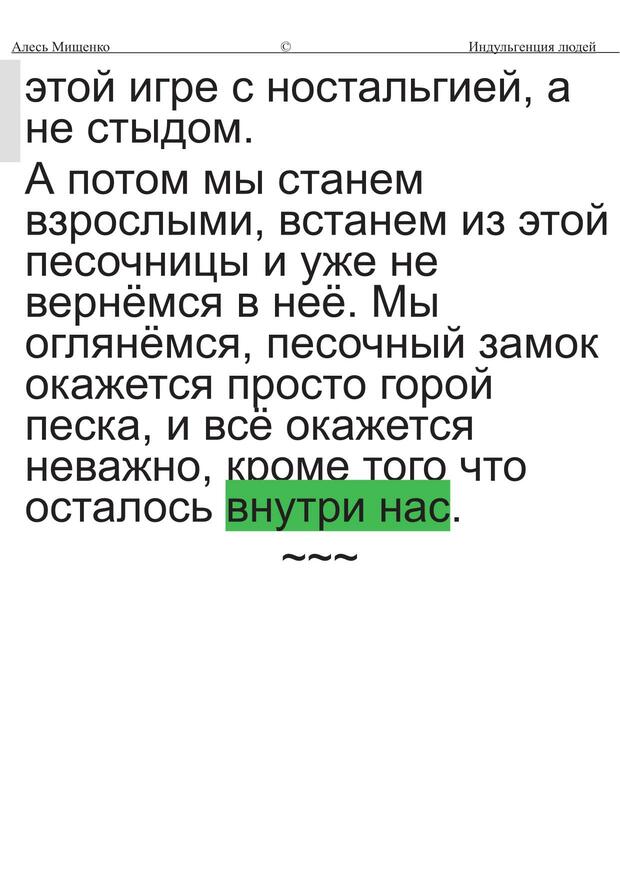 Алесь Мищенко © Индульгенция людей
этой игре с ностальгией, а
не стыдом.
А потом мы станем
взрослыми, встанем из этой
песочницы и уже не
вернёмся в неё. Мы
оглянёмся, песочный замок
окажется просто горой
песка, и всё окажется
неважно, кроме того что
осталось внутри нас.
~~~